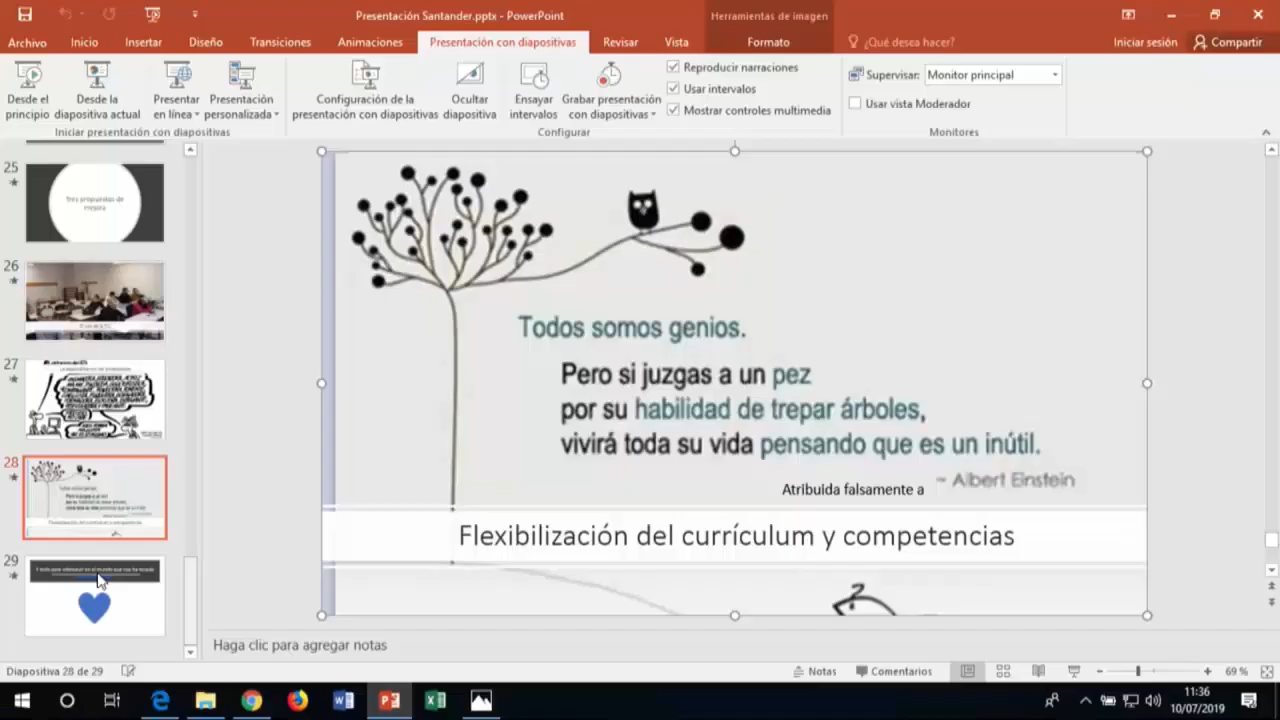 Presentación Santander.pptx - PowerPoint
Herramientas de imagen
Archivo
Inicio
Insertar
Diseño
Transiciones
Animaciones
Presentación con diapositivas
Revisar
Vista
Formato
¿Qué desea hacer?
Iniciar sesión
Compartir
Desde el principio
Desde la diapositiva actual
Presentar en línea
Presentación personalizada
Iniciar presentación con diapositivas
Configuración de la presentación con diapositivas
Ocultar diapositiva
Ensayar intervalos
Grabar presentación con diapositivas
Reproducir narraciones
Usar intervalos
Mostrar controles multimedia
Configurar
Supervisar:
Monitor principal
Usar vista Moderador
Monitores
25
Tres propuestas de
mejora
26
27
28
29
Todos somos genios.
Pero si juzgas a un pez
por su habilidad de trepar árboles,
vivirá toda su vida pensando que es un inútil.
Atribuida falsamente a ~ Albert Einstein
Flexibilización del currículum y competencias
Haga clic para agregar notas
Diapositiva 28 de 29
Notas
Comentarios
69 %
11:36
10/07/2019